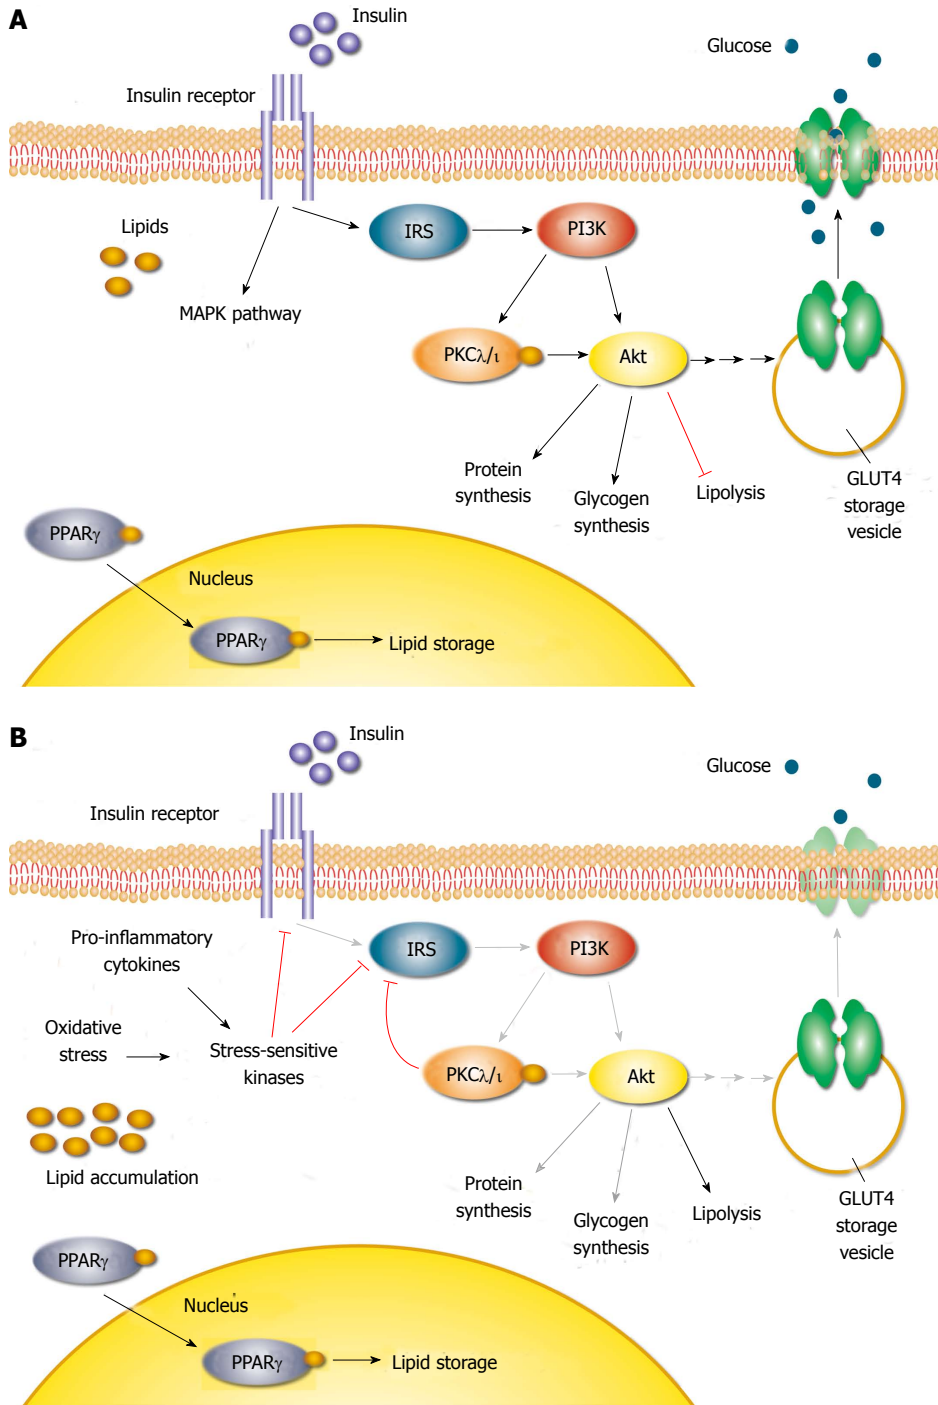 A
Insulin
Glucose
Insulin receptor
Lipids
IRS
PI3K
MAPK pathway
PKCλ/ι
Akt
Protein
synthesis
Glycogen
synthesis
Lipolysis
GLUT4
storage
vesicle
PPARγ
Nucleus
PPARγ
Lipid storage
B
Insulin
Glucose
Insulin receptor
Pro-inflammatory
cytokines
IRS
PI3K
Oxidative
stress
Stress-sensitive
kinases
PKCλ/ι
Akt
Lipid accumulation
Protein
synthesis
Glycogen
synthesis
Lipolysis
GLUT4
storage
vesicle
PPARγ
Nucleus
PPARγ
Lipid storage